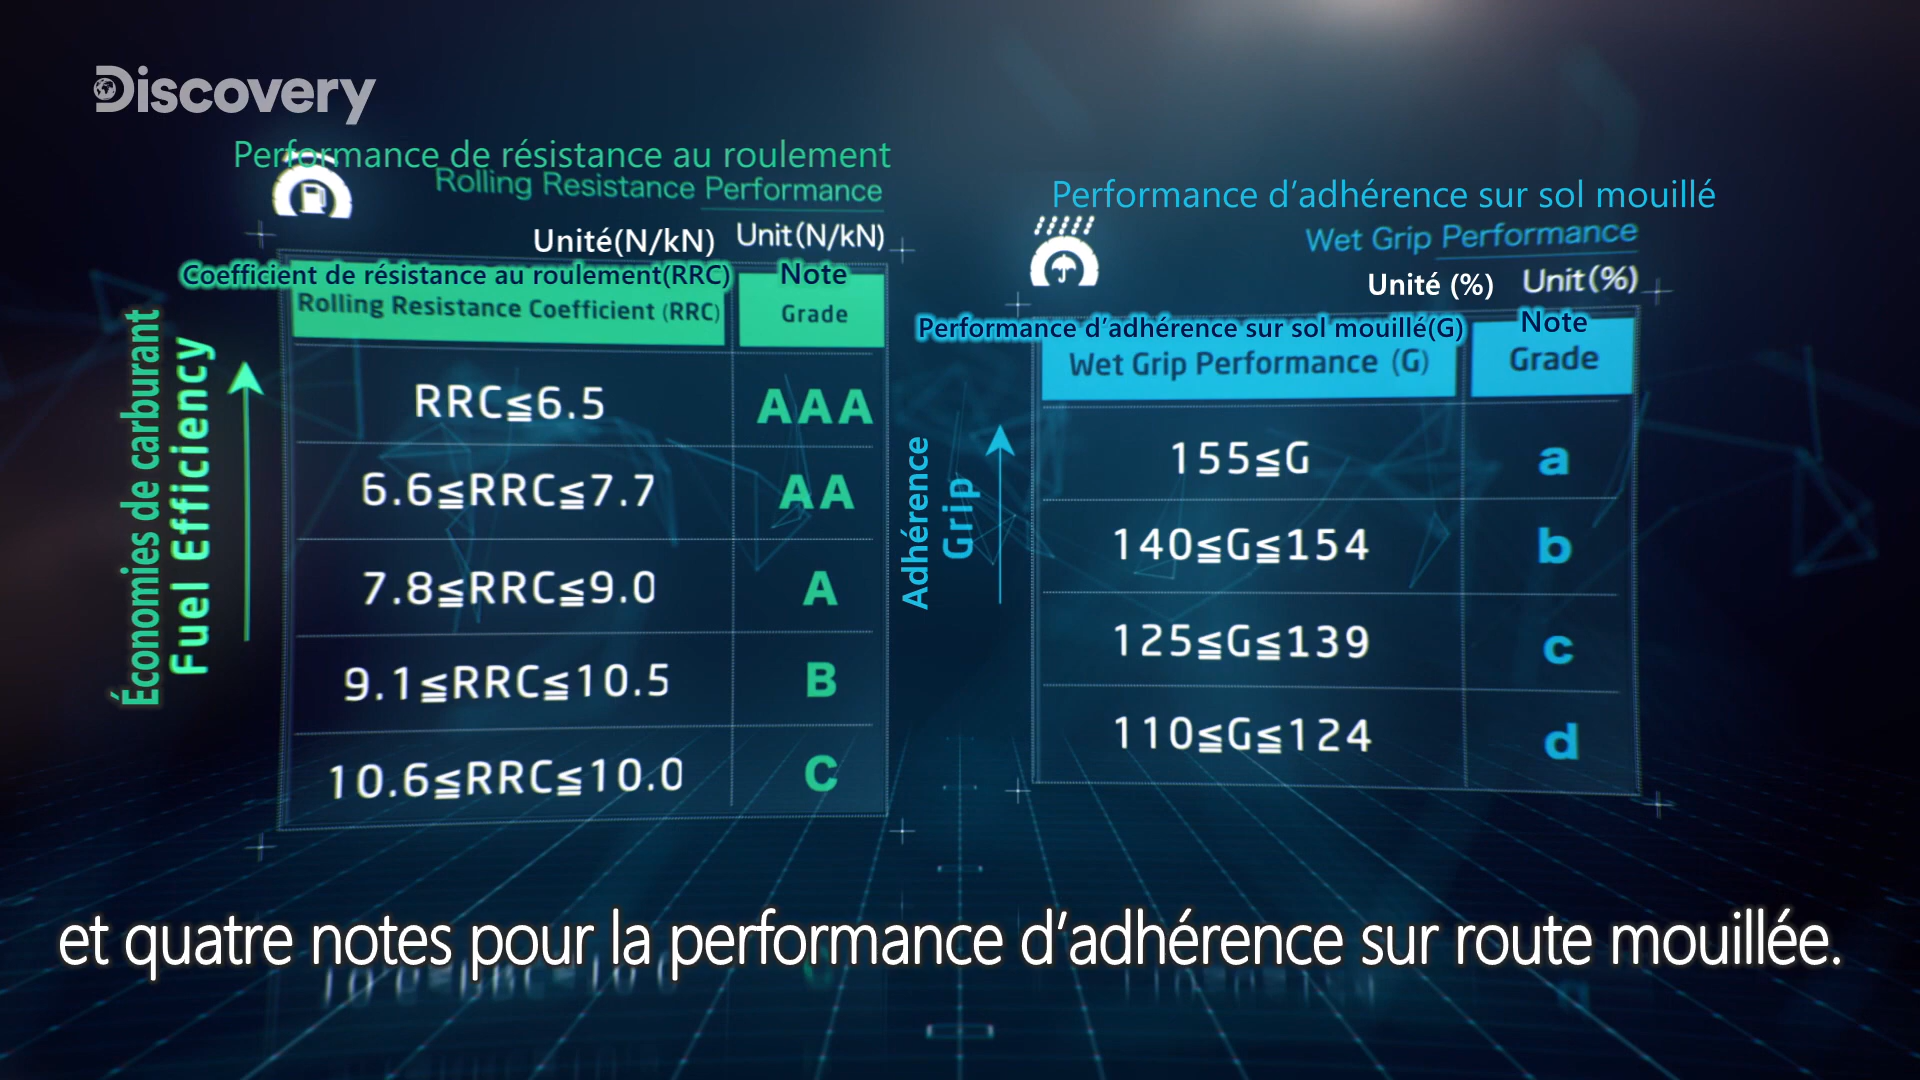 Discovery
Performance de résistance au roulement
Rolling Resistance Performance
Unité(N/kN) Unit(N/kN)
Coefficient de résistance au roulement(RRC) Note
Rolling Resistance Coefficient (RRC) Grade
RRC≦6.5 AAA
6.6≦RRC≦7.7 AA
7.8≦RRC≦9.0 A
9.1≦RRC≦10.5 B
10.6≦RRC≦10.0 C
Économies de carburant
Fuel Efficiency
Performance d’adhérence sur sol mouillé
Wet Grip Performance
Unité (%) Unit(%)
Performance d’adhérence sur sol mouillé(G) Note
Wet Grip Performance (G) Grade
155≦G a
140≦G≦154 b
125≦G≦139 c
110≦G≦124 d
Adhérence
Grip
et quatre notes pour la performance d’adhérence sur route mouillée.